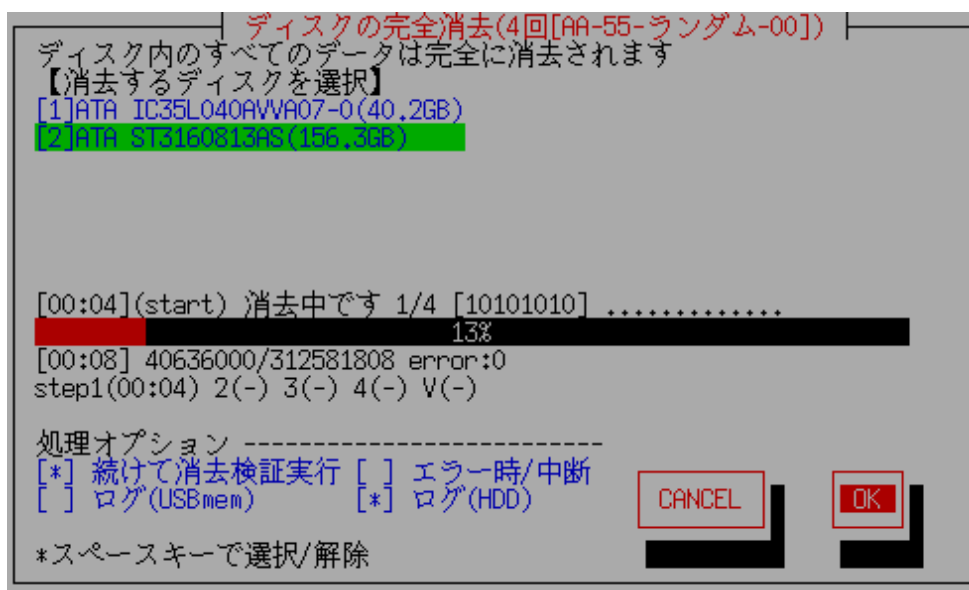 ディスクの完全消去(4回[AA-55-ランダム-00])
ディスク内のすべてのデータは完全に消去されます
【消去するディスクを選択】
[1]ATA IC35L040AVVA07-0(40.2GB)
[2]ATA ST3160813AS(156.3GB)
[00:04](start) 消去中です 1/4 [10101010] .............
13%
[00:08] 40636000/312581808 error:0
step1(00:04) 2(-) 3(-) 4(-) V(-)
処理オプション --------------------------
[*] 続けて消去検証実行 [ ] エラー時/中断
[ ] ログ(USBmem) [*] ログ(HDD)
CANCEL OK
*スペースキーで選択/解除